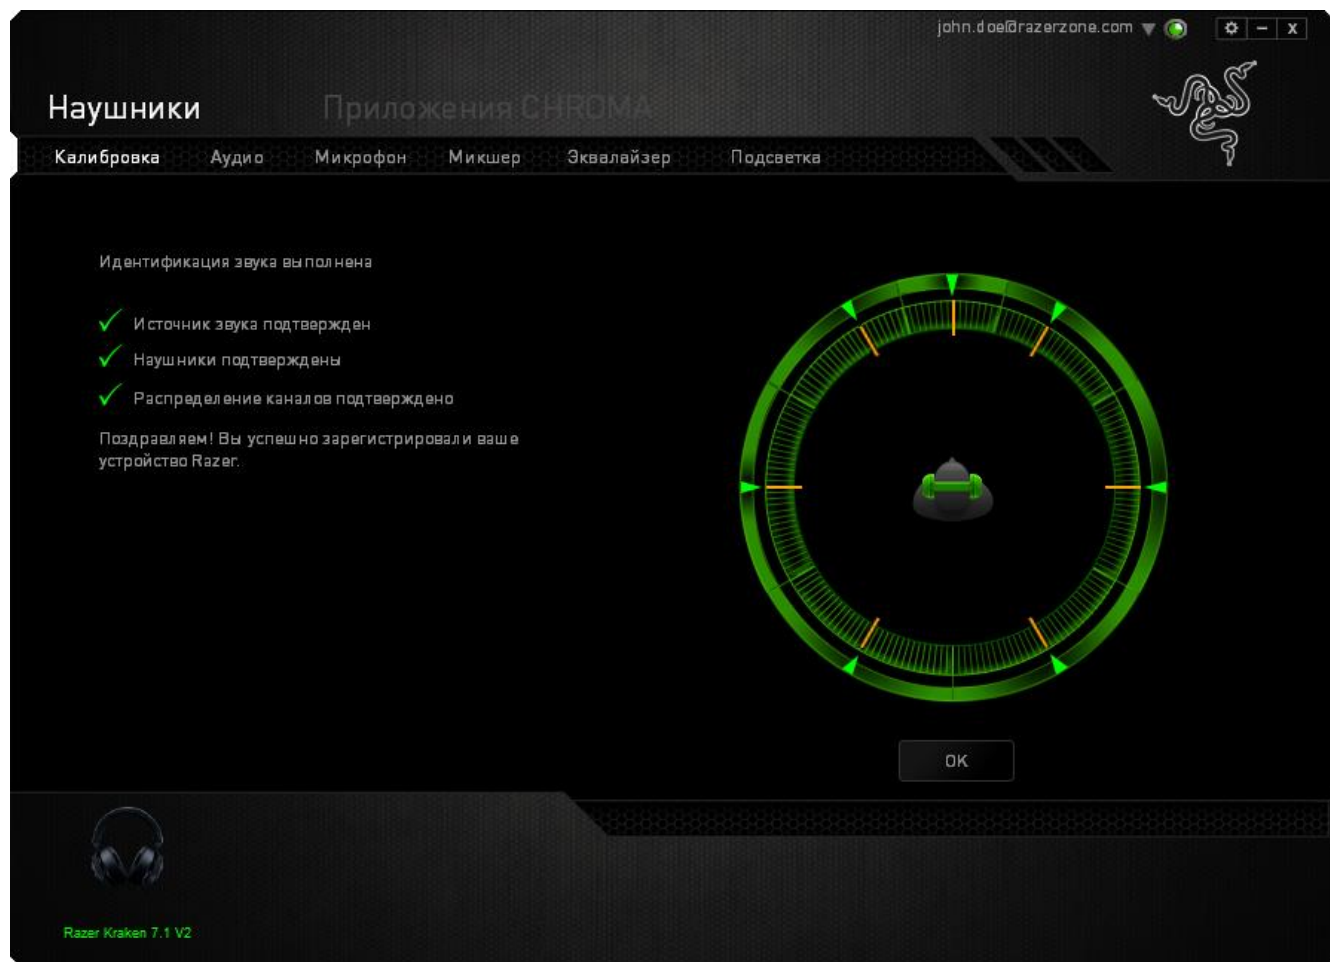 john.doe@razerzone.com
x
Наушники Приложения CHROMA
Калибровка Аудио Микрофон Микшер Эквалайзер Подсветка
Идентификация звука выполнена
Источник звука подтвержден
Наушники подтверждены
Распределение каналов подтверждено
Поздравляем! Вы успешно зарегистрировали ваше
устройство Razer.
OK
Razer Kraken 7.1 V2